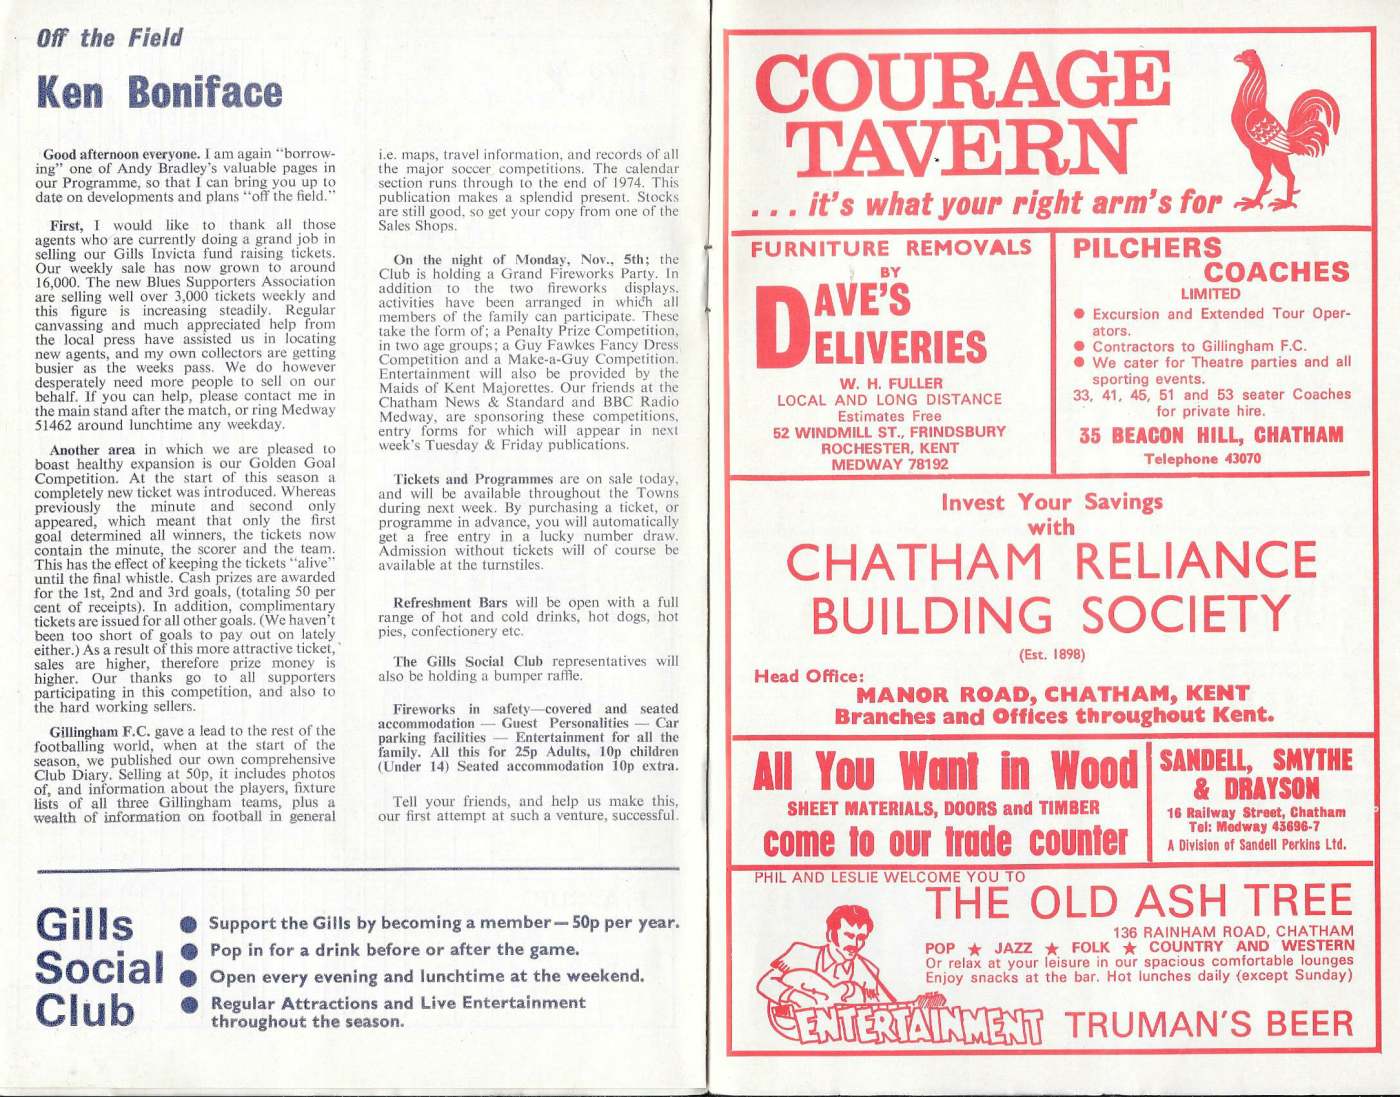 Off the Field
Ken Boniface
Good afternoon everyone. I am again "borrow-
ing" one of Andy Bradley's valuable pages in
our Programme, so that I can bring you up to
date on developments and plans "off the field."
First, I would like to thank all those
agents who are currently doing a grand job in
selling our Gills Invicta fund raising tickets.
Our weekly sale has now grown to around
16,000. The new Blues Supporters Association
are selling well over 3,000 tickets weekly and
this figure is increasing steadily. Regular
canvassing and much appreciated help from
the local press have assisted us in locating
new agents, and my own collectors are getting
busier as the weeks pass. We do however
desperately need more people to sell on our
behalf. If you can help, please contact me in
the main stand after the match, or ring Medway
51462 around lunchtime any weekday.
Another area in which we are pleased to
boast healthy expansion is our Golden Goal
Competition. At the start of this season a
completely new ticket was introduced. Whereas
previously the minute and second only
appeared, which meant that only the first
goal determined all winners, the tickets now
contain the minute, the scorer and the team.
This has the effect of keeping the tickets "alive"
until the final whistle. Cash prizes are awarded
for the 1st, 2nd and 3rd goals, (totaling 50 per
cent of receipts). In addition, complimentary
tickets are issued for all other goals. (We haven't
been too short of goals to pay out on lately
either.) As a result of this more attractive ticket,
sales are higher, therefore prize money is
higher. Our thanks go to all supporters
participating in this competition, and also to
the hard working sellers.
Gillingham F.C. gave a lead to the rest of the
footballing world, when at the start of the
season, we published our own comprehensive
Club Diary. Selling at 50p, it includes photos
of, and information about the players, fixture
lists of all three Gillingham teams, plus a
wealth of information on football in general
i.e. maps, travel information, and records of all
the major soccer competitions. The calendar
section runs through to the end of 1974. This
publication makes a splendid present. Stocks
are still good, so get your copy from one of the
Sales Shops.
On the night of Monday, Nov., 5th; the
Club is holding a Grand Fireworks Party. In
addition to the two fireworks displays,
activities have been arranged in which all
members of the family can participate. These
take the form of; a Penalty Prize Competition,
in two age groups; a Guy Fawkes Fancy Dress
Competition and a Make-a-Guy Competition.
Entertainment will also be provided by the
Maids of Kent Majorettes. Our friends at the
Chatham News & Standard and BBC Radio
Medway, are sponsoring these competitions,
entry forms for which will appear in next
week's Tuesday & Friday publications.
Tickets and Programmes are on sale today,
and will be available throughout the Towns
during next week. By purchasing a ticket, or
programme in advance, you will automatically
get a free entry in a lucky number draw.
Admission without tickets will of course be
available at the turnstiles.
Refreshment Bars will be open with a full
range of hot and cold drinks, hot dogs, hot
pies, confectionery etc.
The Gills Social Club representatives will
also be holding a bumper raffle.
Fireworks in safety—covered and seated
accommodation — Guest Personalities — Car
parking facilities — Entertainment for all the
family. All this for 25p Adults, 10p children
(Under 14) Seated accommodation 10p extra.
Tell your friends, and help us make this,
our first attempt at such a venture, successful.
Gills
Social
Club
● Support the Gills by becoming a member—50p per year.
● Pop in for a drink before or after the game.
● Open every evening and lunchtime at the weekend.
● Regular Attractions and Live Entertainment
throughout the season.
COURAGE
TAVERN
... it's what your right arm's for
FURNITURE REMOVALS
BY
DAVE'S
DELIVERIES
W. H. FULLER
LOCAL AND LONG DISTANCE
Estimates Free
52 WINDMILL ST., FRINDSBURY
ROCHESTER, KENT
MEDWAY 78192
PILCHERS
COACHES
LIMITED
● Excursion and Extended Tour Oper-
ators.
● Contractors to Gillingham F.C.
● We cater for Theatre parties and all
sporting events.
33, 41, 45, 51 and 53 seater Coaches
for private hire.
35 BEACON HILL, CHATHAM
Telephone 43070
Invest Your Savings
with
CHATHAM RELIANCE
BUILDING SOCIETY
(Est. 1898)
Head Office:
MANOR ROAD, CHATHAM, KENT
Branches and Offices throughout Kent.
All You Want in Wood
SHEET MATERIALS, DOORS and TIMBER
come to our trade counter
SANDELL, SMYTHE
& DRAYSON
16 Railway Street, Chatham
Tel: Medway 43696-7
A Division of Sandell Perkins Ltd.
PHIL AND LESLIE WELCOME YOU TO
THE OLD ASH TREE
136 RAINHAM ROAD, CHATHAM
POP ★ JAZZ ★ FOLK ★ COUNTRY AND WESTERN
Or relax at your leisure in our spacious comfortable lounges
Enjoy snacks at the bar. Hot lunches daily (except Sunday)
ENTERTAINMENT
TRUMAN'S BEER